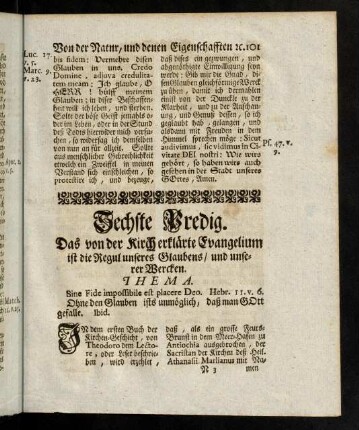 Von der Natur, und denen Eigenschafften ꝛc. 101
Luc. 17.
v. 5.
Marc. 9.
v. 23.
bis fidem: Vermehre disen
Glauben in uns, Credo
Domine, adjuva credulita-
tem meam: Ich glaube, O
HERR! hülff meinem
Glauben; in diser Beschaffen-
heit will ich leben, und sterben.
Solte der böse Geist jemahls o-
der im Leben, oder in der Stund
deß Todts hierwider mich versu-
chen, so widersag ich demselben
von nun an für allzeit. Solte
aus menschlicher Gebrechlichkeit
etwelch ein Zweiffel in meinen
Verstand sich einschleichen, so
protestire ich, und bezeuge,
daß dises ein gezwungen, und
abgenöthigte Einwilligung seyn
werde: Gib mir die Gnad, di-
sem Glauben gleichförmige Werck
zu üben, damit ich dermahlen
einst von der Dunckle zu der
Klarheit, und zu der Anschau-
ung, und Genuß dessen, so ich
geglaubt hab, gelangen, und
alsdann mit Freuden in dem
Himmel sprechen möge: Sicut
audivimus, sic vidimus in Ci-
vitate DEI nostri: Wie wirs
gehört, so haben wirs auch
gesehen in der Stadt unseres
GOttes, Amen.
Ps. 47. v.
9.
Sechste Predig.
Das von der Kirch erklärte Evangelium
ist die Regul unseres Glaubens/ und unse-
rer Wercken.
THEMA.
Sine Fide impossibile est placere Deo. Hebr. 11. v. 6.
Ohne den Glauben ists unmöglich, daß man GOtt
gefalle. Ibid.
IN dem ersten Buch der
Kirchen-Geschicht, von
Theodoro dem Lecto-
re, oder Leser beschrie-
ben, wird erzehlet,
daß, als ein grosse Feurs-
Brunst in dem Meer-Hafen zu
Antiochia ausgebrochen, der
Sacristan der Kirchen deß Heil.
Athanasii Marsianus mit Na-
N 3
men